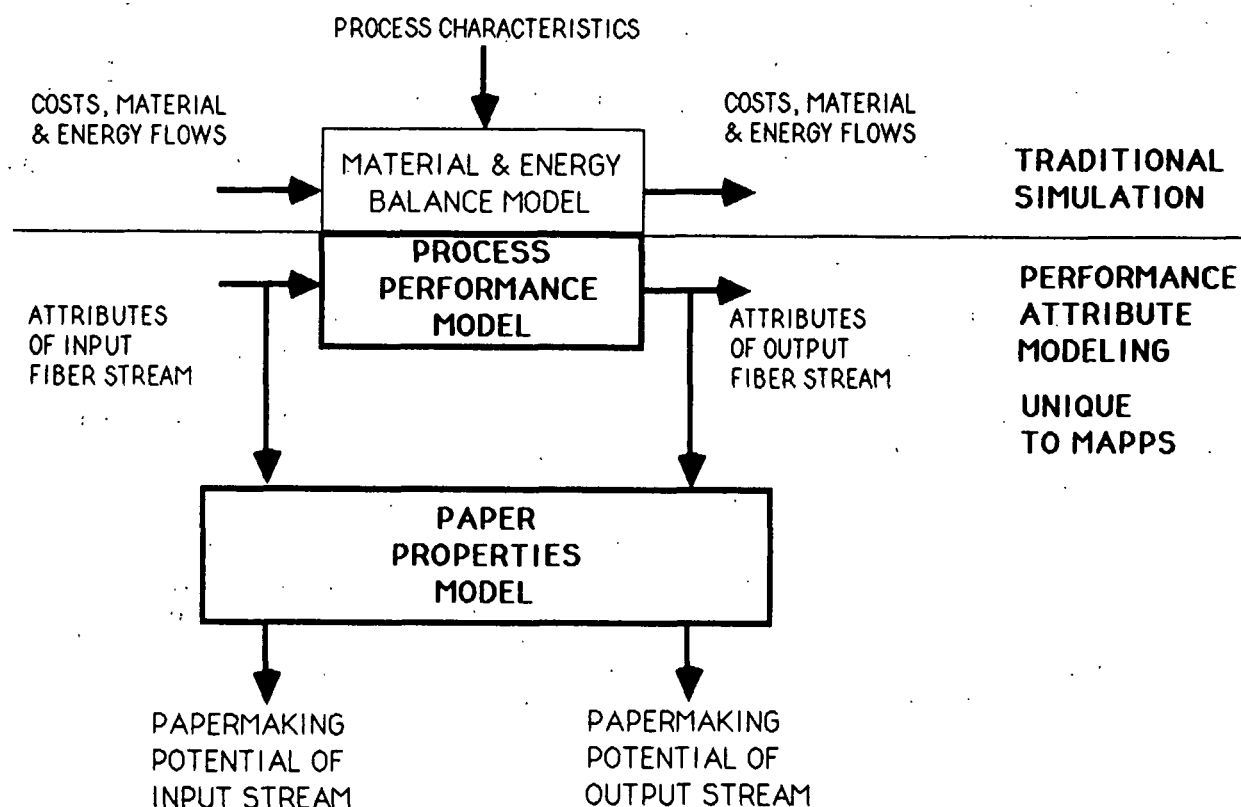 PROCESS CHARACTERISTICS
COSTS, MATERIAL
& ENERGY FLOWS
COSTS, MATERIAL
& ENERGY FLOWS
MATERIAL & ENERGY
BALANCE MODEL
TRADITIONAL
SIMULATION
PROCESS
PERFORMANCE
MODEL
ATTRIBUTES
OF INPUT
FIBER STREAM
ATTRIBUTES
OF OUTPUT
FIBER STREAM
PERFORMANCE
ATTRIBUTE
MODELING
UNIQUE
TO MAPPS
PAPER
PROPERTIES
MODEL
PAPERMAKING
POTENTIAL OF
INPUT STREAM
PAPERMAKING
POTENTIAL OF
OUTPUT STREAM